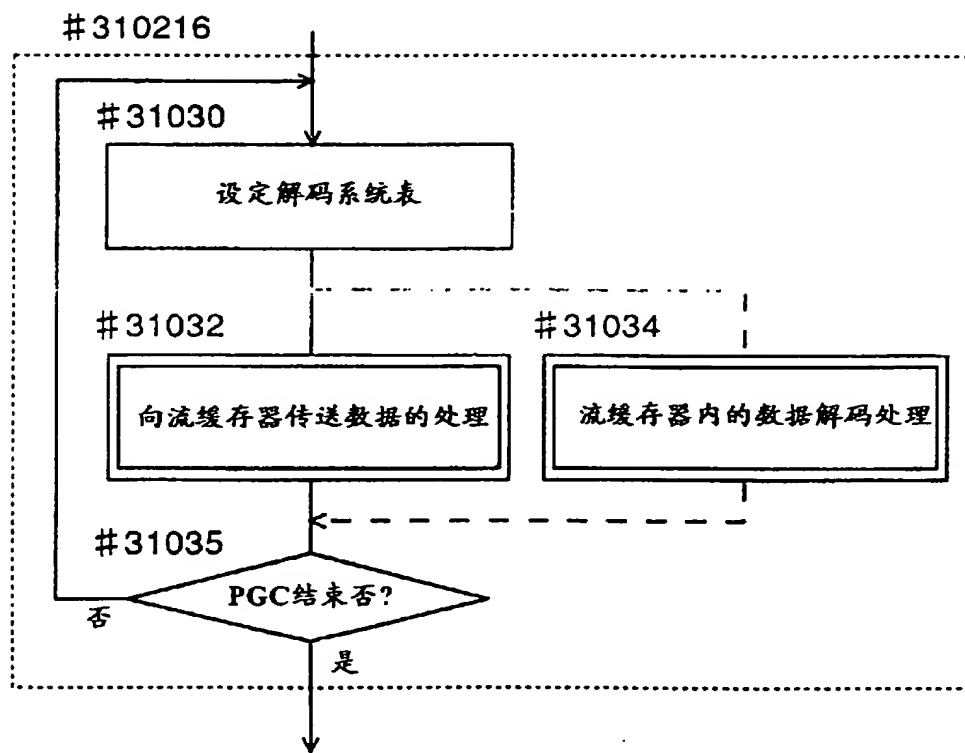 #310216
#31030
设定解码系统表
#31032
#31034
向流缓存器传送数据的处理
流缓存器内的数据解码处理
#31035
PGC结束否?
否
是